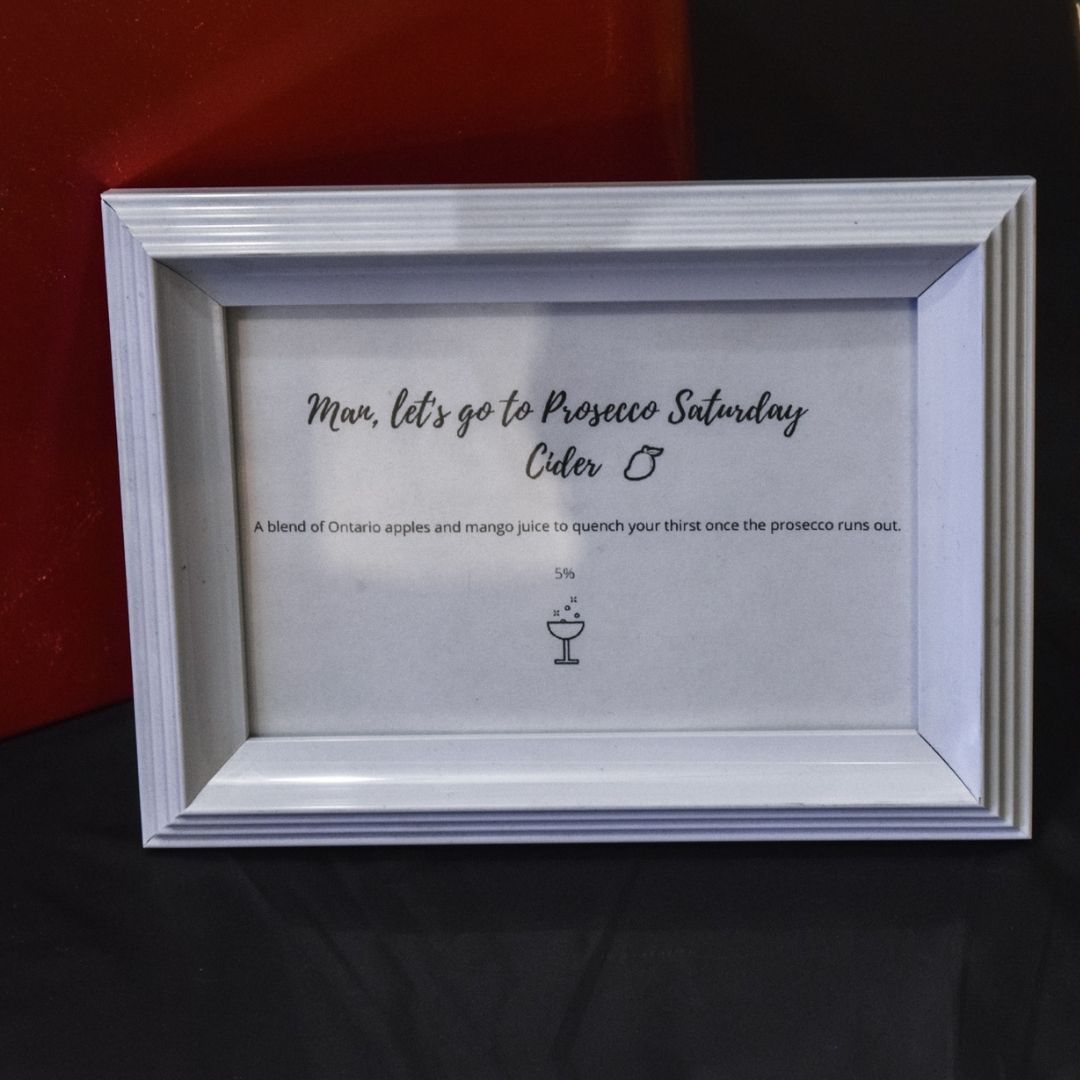 Man, let's go to Prosecco Saturday
Cider
A blend of Ontario apples and mango juice to quench your thirst once the prosecco runs out.
5%